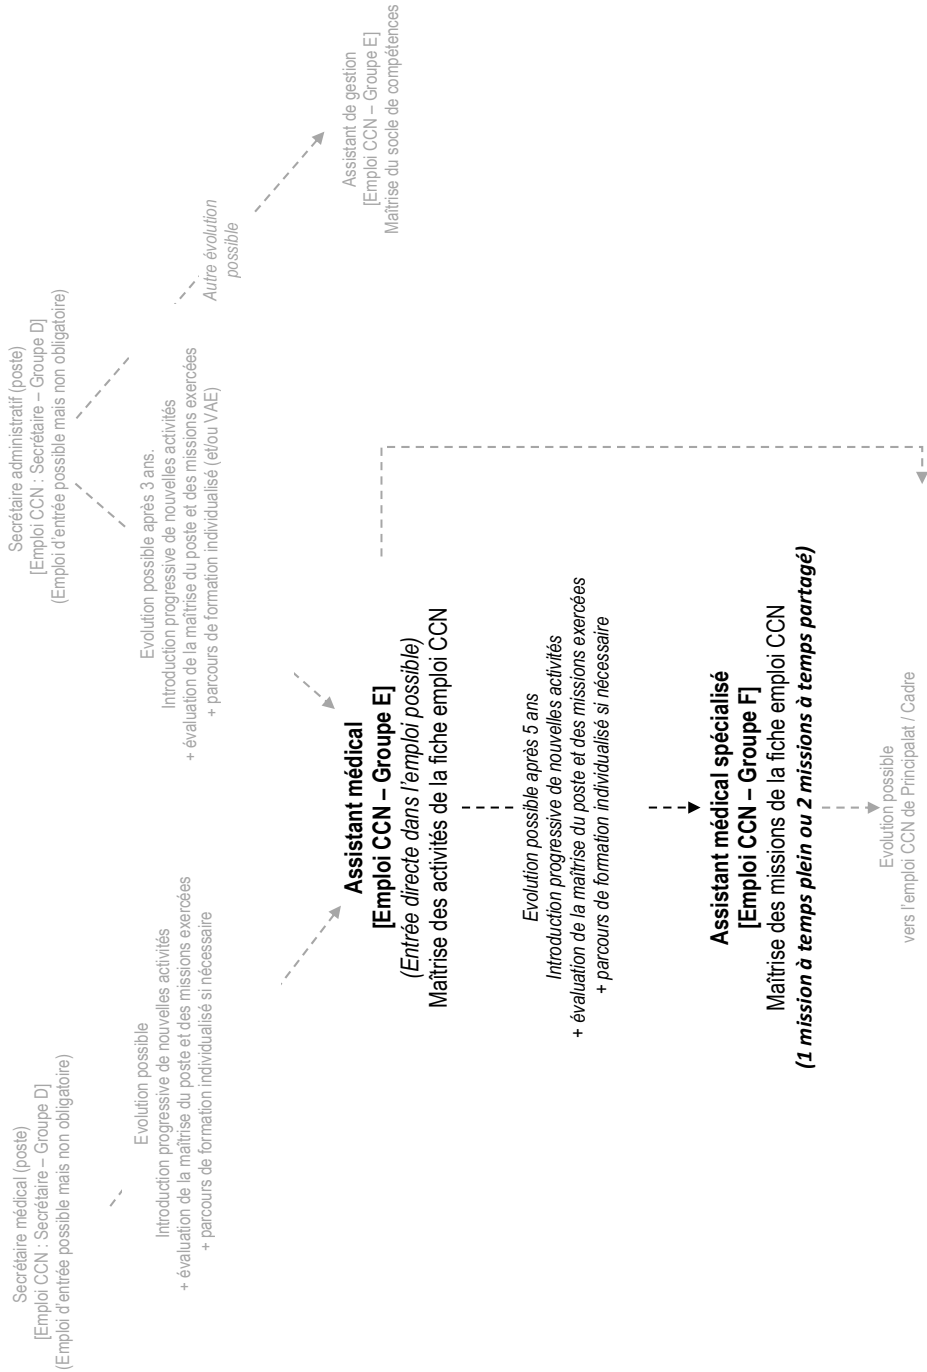 Secrétaire médical (poste)
[Emploi CCN : Secrétaire – Groupe D]
(Emploi d'entrée possible mais non obligatoire)
Secrétaire administratif (poste)
[Emploi CCN : Secrétaire – Groupe D]
(Emploi d'entrée possible mais non obligatoire)
Evolution possible
Introduction progressive de nouvelles activités
+ évaluation de la maîtrise du poste et des missions exercées
+ parcours de formation individualisé si nécessaire
Evolution possible après 3 ans.
Introduction progressive de nouvelles activités
+ évaluation de la maîtrise du poste et des missions exercées
+ parcours de formation individualisé (et/ou VAE)
Autre évolution
possible
Assistant de gestion
[Emploi CCN – Groupe E]
Maîtrise du socle de compétences
Assistant médical
[Emploi CCN – Groupe E]
(Entrée directe dans l'emploi possible)
Maîtrise des activités de la fiche emploi CCN
Evolution possible après 5 ans
Introduction progressive de nouvelles activités
+ évaluation de la maîtrise du poste et des missions exercées
+ parcours de formation individualisé si nécessaire
Assistant médical spécialisé
[Emploi CCN – Groupe F]
Maîtrise des missions de la fiche emploi CCN
(1 mission à temps plein ou 2 missions à temps partagé)
Evolution possible
vers l'emploi CCN de Principalat / Cadre